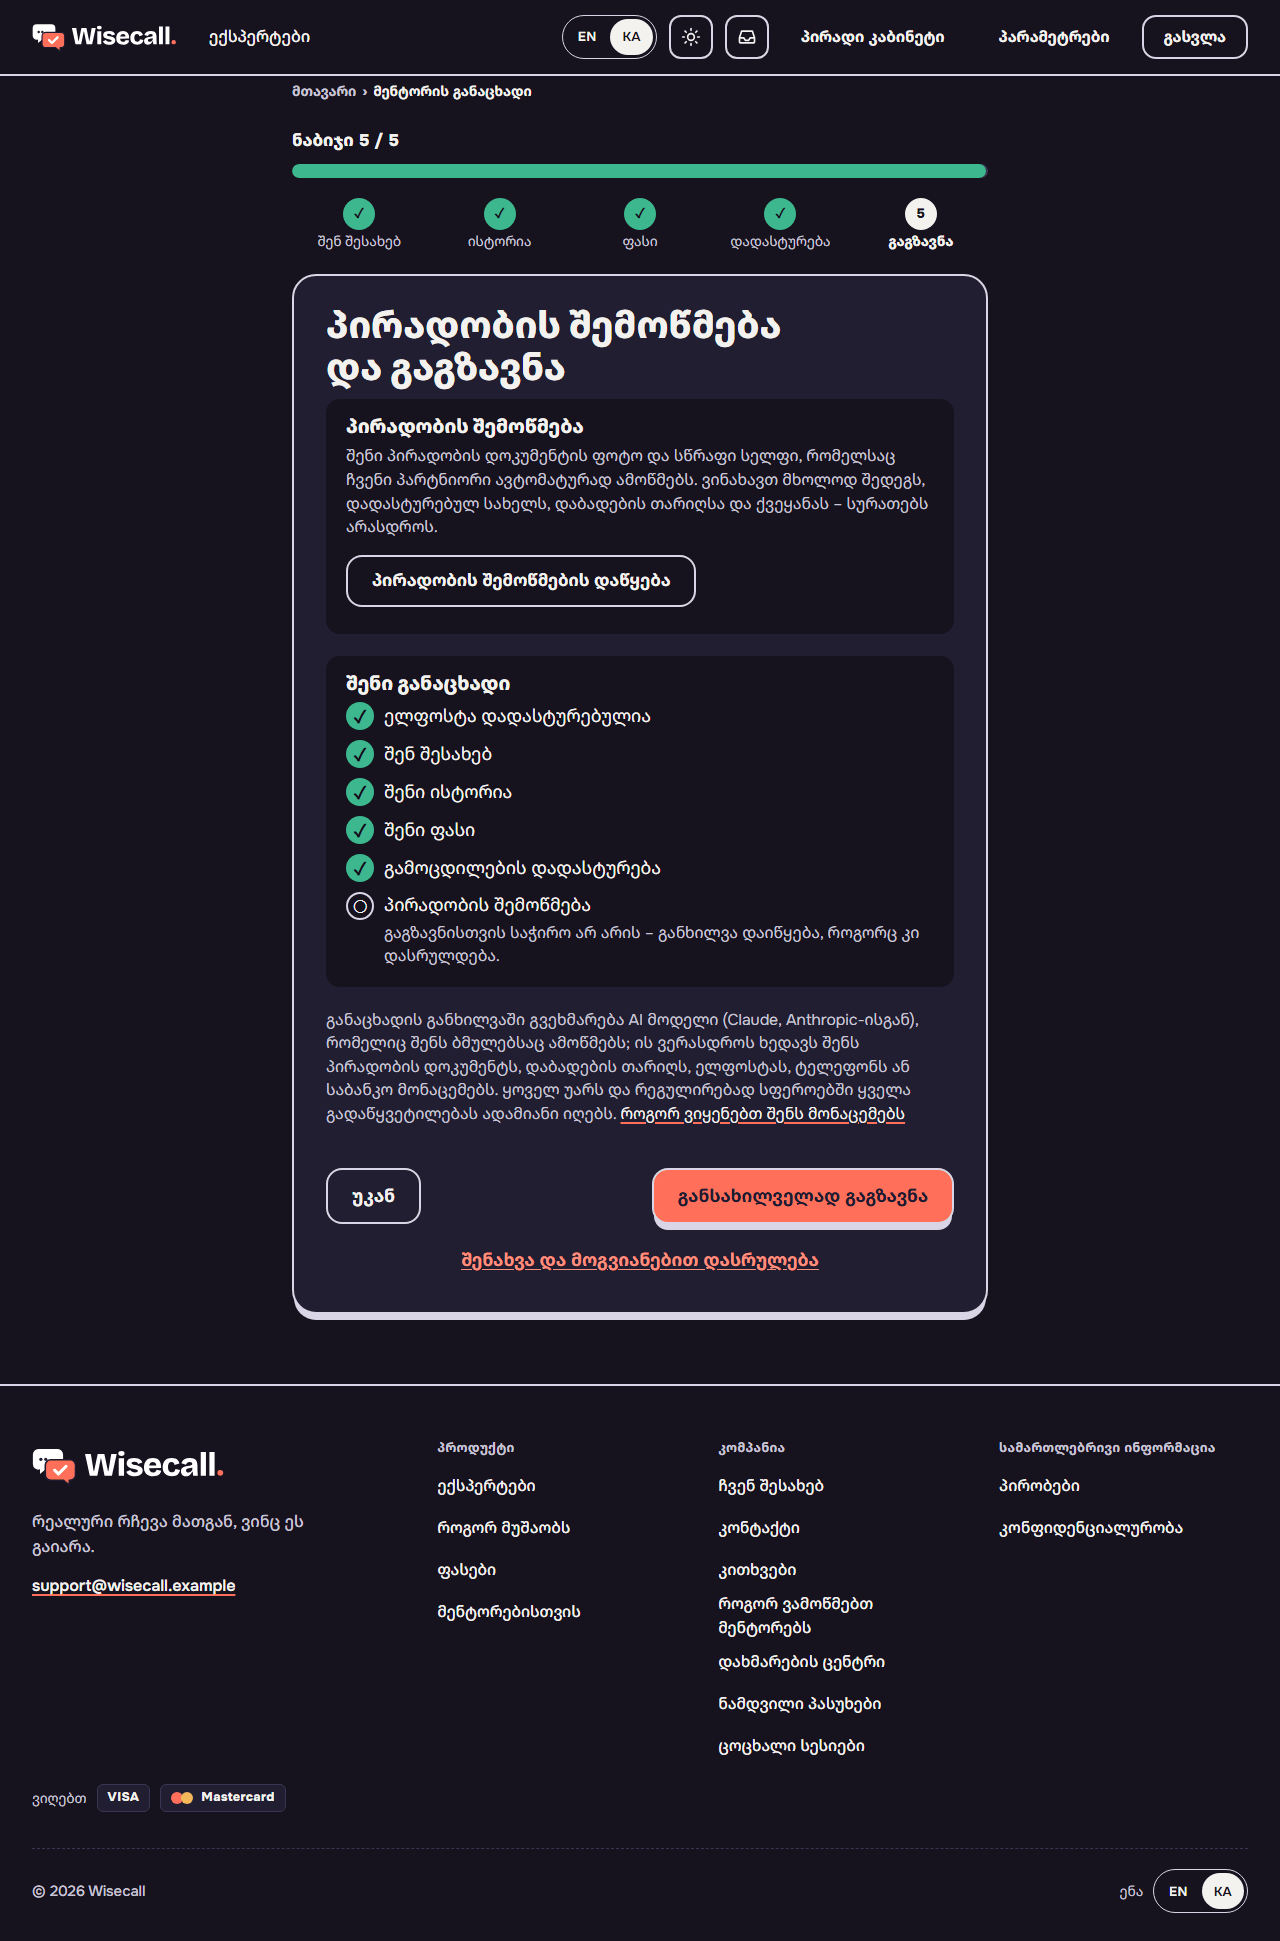 Wisecall.
ექსპერტები
EN
KA
პირადი კაბინეტი
პარამეტრები
გასვლა
მთავარი › მენტორის განაცხადი
ნაბიჯი 5 / 5
✓
✓
✓
✓
5
შენ შესახებ
ისტორია
ფასი
დადასტურება
გაგზავნა
პირადობის შემოწმება
და გაგზავნა
პირადობის შემოწმება
შენი პირადობის დოკუმენტის ფოტო და სწრაფი სელფი, რომელსაც
ჩვენი პარტნიორი ავტომატურად ამოწმებს. ვინახავთ მხოლოდ შედეგს,
დადასტურებულ სახელს, დაბადების თარიღსა და ქვეყანას – სურათებს
არასდროს.
პირადობის შემოწმების დაწყება
შენი განაცხადი
✓ ელფოსტა დადასტურებულია
✓ შენ შესახებ
✓ შენი ისტორია
✓ შენი ფასი
✓ გამოცდილების დადასტურება
○ პირადობის შემოწმება
გაგზავნისთვის საჭირო არ არის – განხილვა დაიწყება, როგორც კი
დასრულდება.
განაცხადის განხილვაში გვეხმარება AI მოდელი (Claude, Anthropic-ისგან),
რომელიც შენს ბმულებსაც ამოწმებს; ის ვერასდროს ხედავს შენს
პირადობის დოკუმენტს, დაბადების თარიღს, ელფოსტას, ტელეფონს ან
საბანკო მონაცემებს. ყოველ უარს და რეგულირებად სფეროებში ყველა
გადაწყვეტილებას ადამიანი იღებს. როგორ ვიყენებთ შენს მონაცემებს
უკან
განსახილველად გაგზავნა
შენახვა და მოგვიანებით დასრულება
Wisecall.
რეალური რჩევა მათგან, ვინც ეს
გაიარა.
support@wisecall.example
პროდუქტი
ექსპერტები
როგორ მუშაობს
ფასები
მენტორებისთვის
კომპანია
ჩვენ შესახებ
კონტაქტი
კითხვები
როგორ ვამოწმებთ
მენტორებს
დახმარების ცენტრი
ნამდვილი პასუხები
ცოცხალი სესიები
სამართლებრივი ინფორმაცია
პირობები
კონფიდენციალურობა
ვიღებთ
VISA
Mastercard
© 2026 Wisecall
ენა
EN
KA